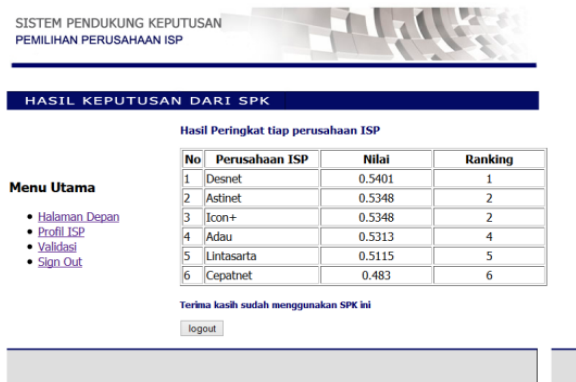 SISTEM PENDUKUNG KEPUTUSAN
PEMILIHAN PERUSAHAAN ISP
HASIL KEPUTUSAN DARI SPK
Hasil Peringkat tiap perusahaan ISP
No Perusahaan ISP Nilai Ranking
1 Desnet 0.5401 1
2 Astinet 0.5348 2
3 Icon+ 0.5348 2
4 Adau 0.5313 4
5 Lintasarta 0.5115 5
6 Cepatnet 0.483 6
Menu Utama
Halaman Depan
Profil ISP
Validasi
Sign Out
Terima kasih sudah menggunakan SPK ini
logout